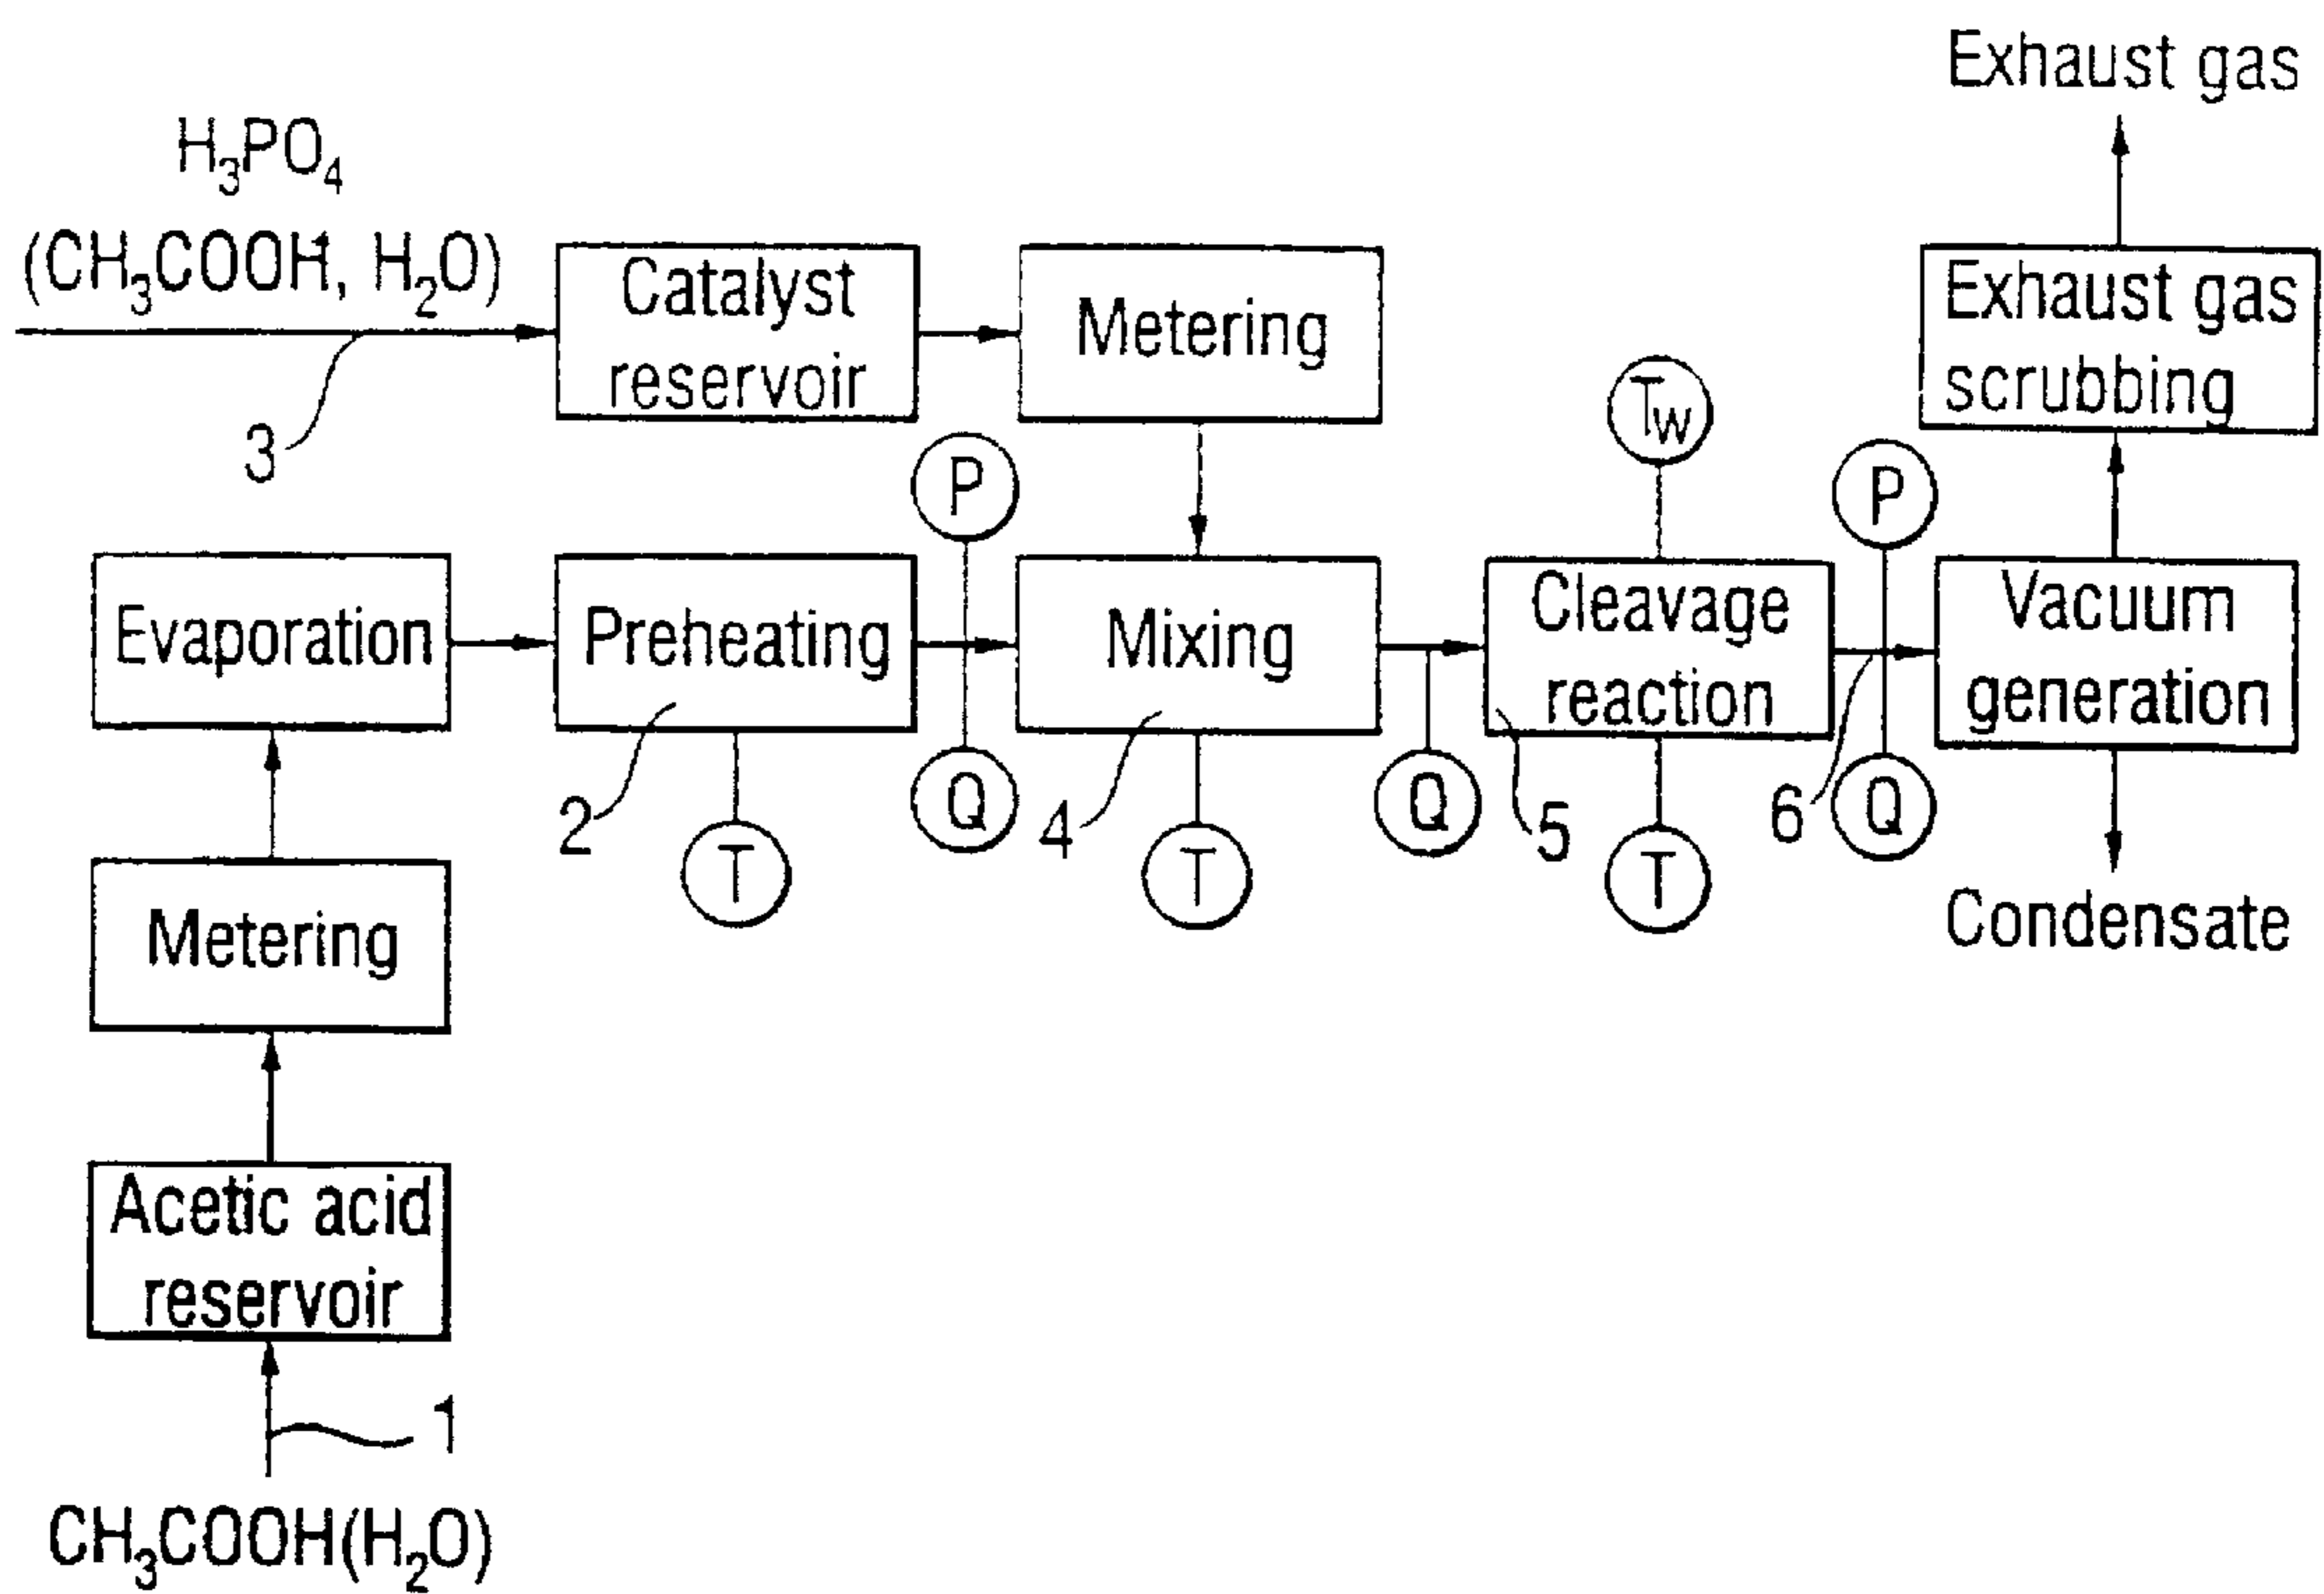 Exhaust gas
H₃PO₄
(CH₃COOH, H₂O)
Catalyst
reservoir
Metering
Exhaust gas
scrubbing
3
T_W
P
P
Evaporation
Preheating
Mixing
Cleavage
reaction
Vacuum
generation
2
Q
4
Q
5
6
Q
T
T
T
Metering
Condensate
Acetic acid
reservoir
1
CH₃COOH(H₂O)